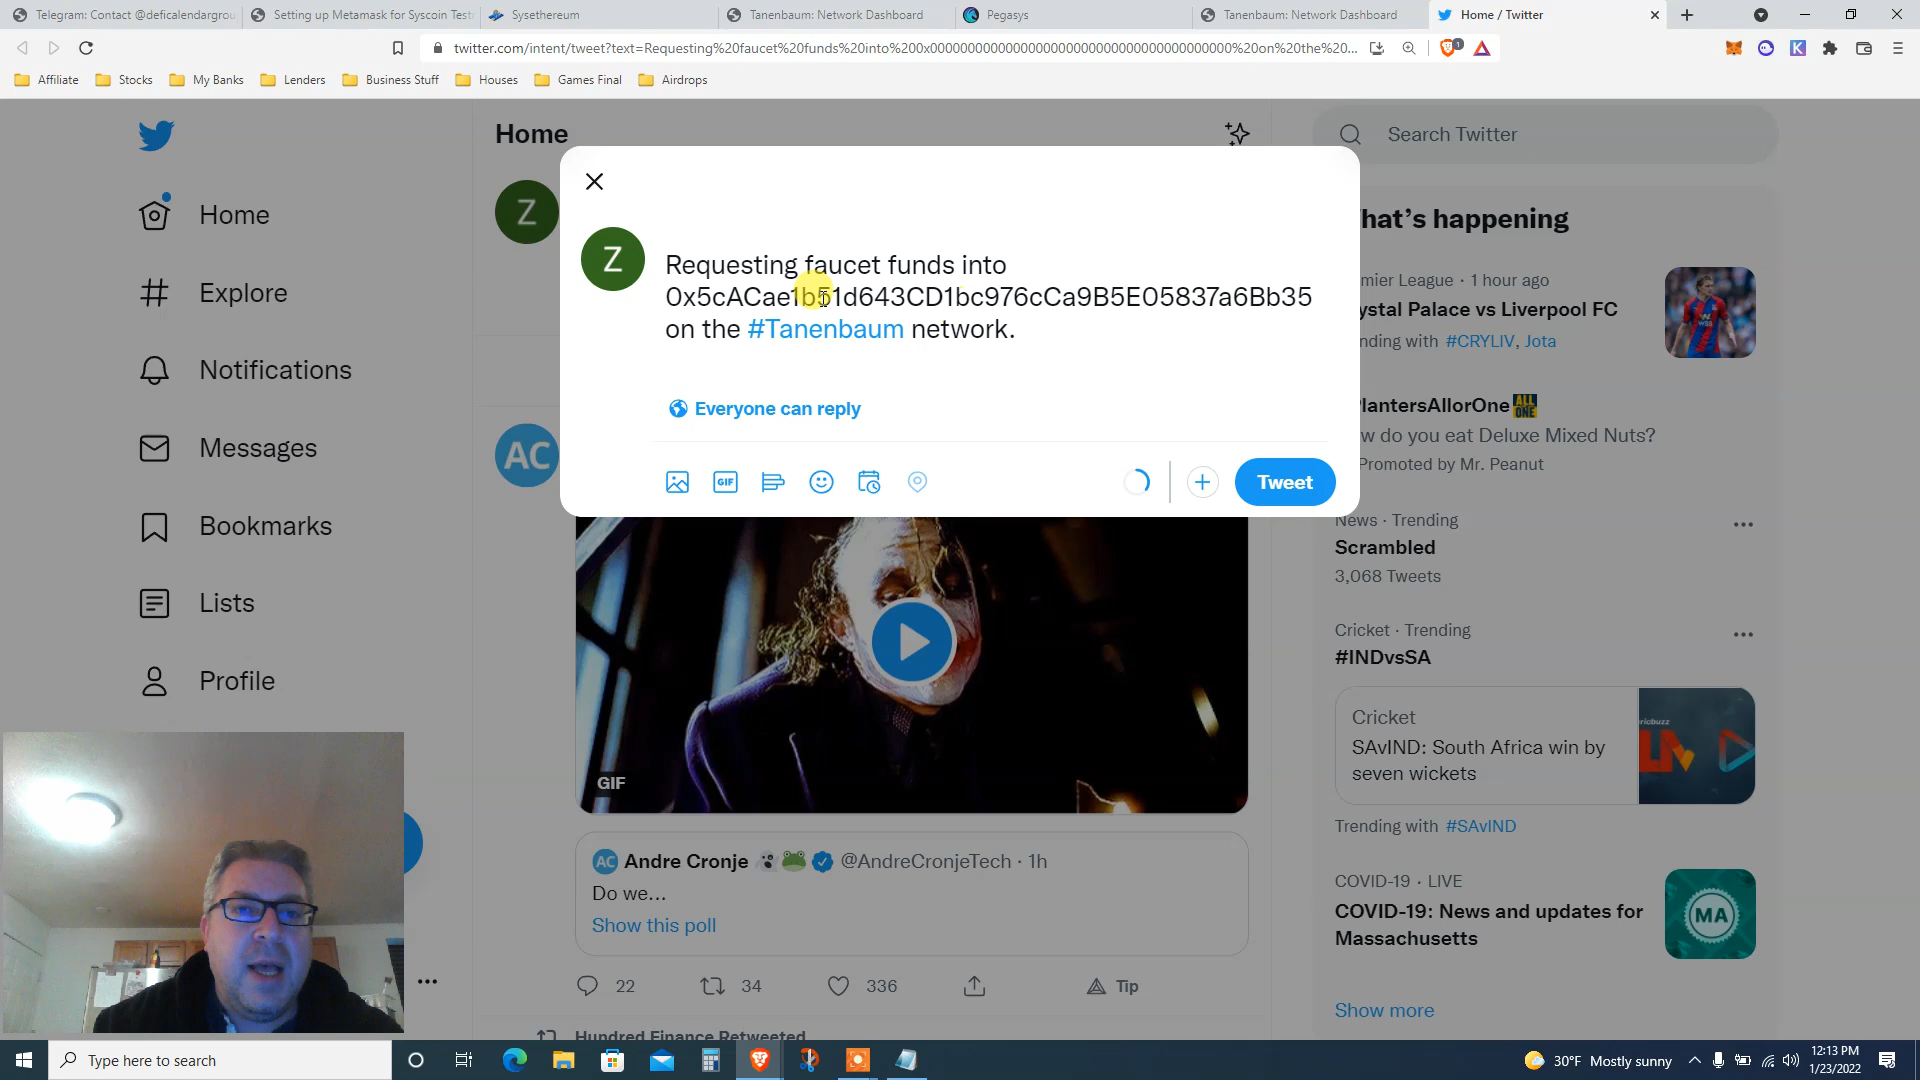 Telegram: Contact @deficalendargrou
Setting up Metamask for Syscoin Test
Sysethereum
Tanenbaum: Network Dashboard
Pegasys
Tanenbaum: Network Dashboard
Home / Twitter
twitter.com/intent/tweet?text=Requesting%20faucet%20funds%20into%200x0000000000000000000000000000000000000000%20on%20the%20...
1
Affiliate
Stocks
My Banks
Lenders
Business Stuff
Houses
Games Final
Airdrops
Home
Explore
Notifications
Messages
Bookmarks
Lists
Profile
Home
Z
Z
Requesting faucet funds into
0x5cACae1b51d643CD1bc976cCa9B5E05837a6Bb35
on the #Tanenbaum network.
Everyone can reply
GIF
Tweet
AC
GIF
AC Andre Cronje @AndreCronjeTech · 1h
Do we...
Show this poll
22
34
336
Tip
Hundred Finance Retweeted
Search Twitter
hat's happening
mier League · 1 hour ago
ystal Palace vs Liverpool FC
nding with #CRYLIV, Jota
lantersAllorOne ALL ONE
w do you eat Deluxe Mixed Nuts?
Promoted by Mr. Peanut
News · Trending
Scrambled
3,068 Tweets
Cricket · Trending
#INDvsSA
Cricket
SAvIND: South Africa win by
seven wickets
ricbuzz
Trending with #SAvIND
COVID-19 · LIVE
COVID-19: News and updates for
Massachusetts
MA
Show more
Type here to search
30°F Mostly sunny
12:13 PM
1/23/2022